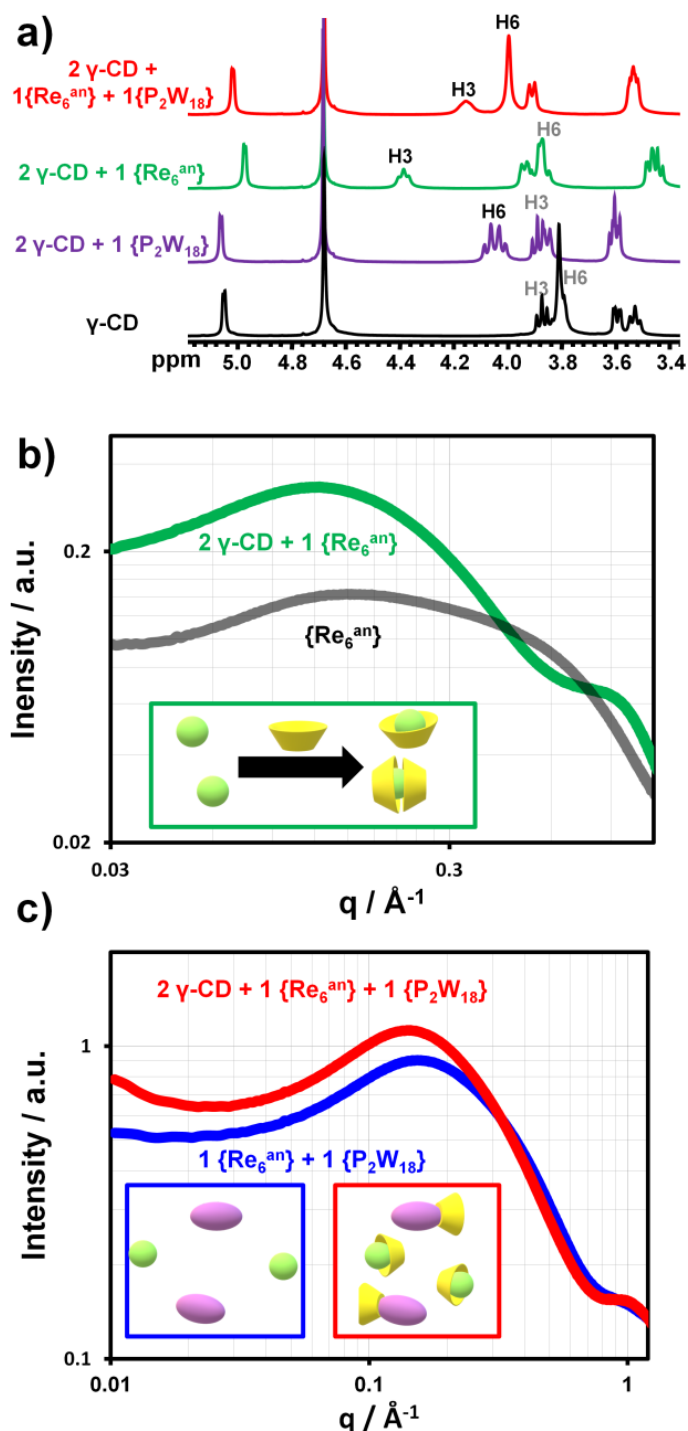 a)
2 γ-CD +
1{Re₆ᵃⁿ} + 1{P₂W₁₈}
H3
H6
2 γ-CD + 1 {Re₆ᵃⁿ}
H3
H6
2 γ-CD + 1 {P₂W₁₈}
H6
H3
γ-CD
H3
H6
ppm 5.0 4.8 4.6 4.4 4.2 4.0 3.8 3.6 3.4
b)
Inensity / a.u.
0.2
0.02
2 γ-CD + 1 {Re₆ᵃⁿ}
{Re₆ᵃⁿ}
0.03 0.3
q / Å⁻¹
c)
Intensity / a.u.
1
0.1
2 γ-CD + 1 {Re₆ᵃⁿ} + 1 {P₂W₁₈}
1 {Re₆ᵃⁿ} + 1 {P₂W₁₈}
0.01 0.1 1
q / Å⁻¹